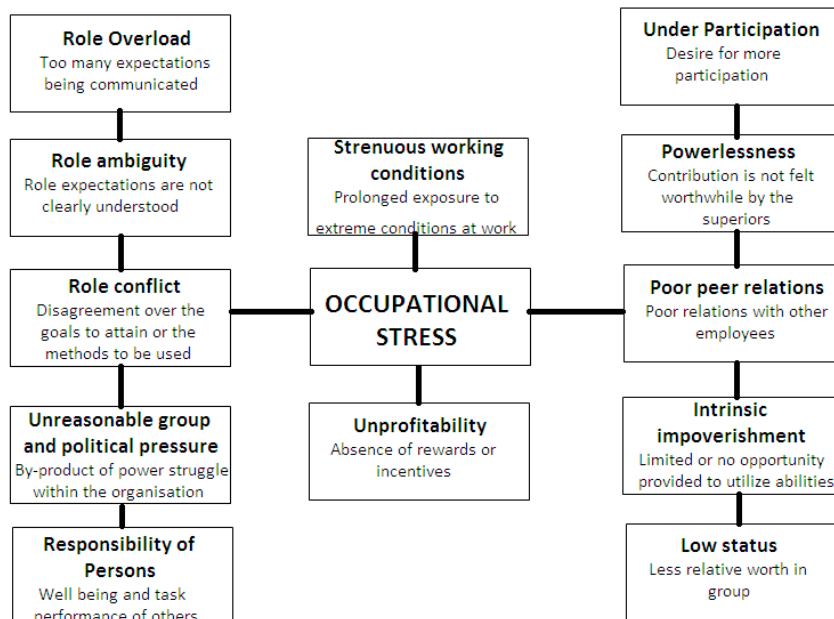 Role Overload
Too many expectations
being communicated
Role ambiguity
Role expectations are not
clearly understood
Role conflict
Disagreement over the
goals to attain or the
methods to be used
Unreasonable group
and political pressure
By-product of power struggle
within the organisation
Responsibility of
Persons
Well being and task
performance of others
Strenuous working
conditions
Prolonged exposure to
extreme conditions at work
OCCUPATIONAL
STRESS
Unprofitability
Absence of rewards or
incentives
Under Participation
Desire for more
participation
Powerlessness
Contribution is not felt
worthwhile by the
superiors
Poor peer relations
Poor relations with other
employees
Intrinsic
impoverishment
Limited or no opportunity
provided to utilize abilities
Low status
Less relative worth in
group